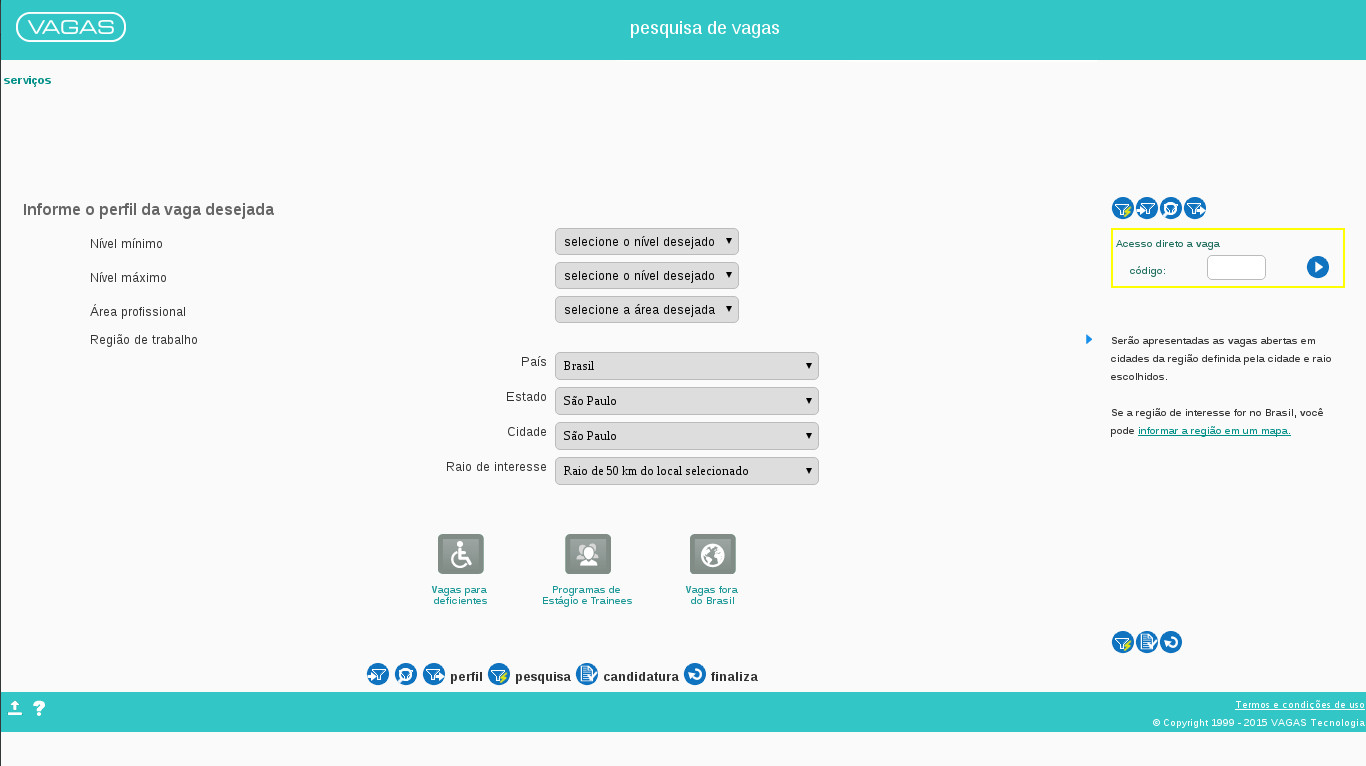 VAGAS
pesquisa de vagas
serviços
Informe o perfil da vaga desejada
Nível mínimo
selecione o nível desejado
Nível máximo
selecione o nível desejado
Área profissional
selecione a área desejada
Região de trabalho
País
Brasil
Estado
São Paulo
Cidade
São Paulo
Raio de interesse
Raio de 50 km do local selecionado
Acesso direto a vaga
código:
Serão apresentadas as vagas abertas em
cidades da região definida pela cidade e raio
escolhidos.
Se a região de interesse for no Brasil, você
pode informar a região em um mapa.
Vagas para
deficientes
Programas de
Estágio e Trainees
Vagas fora
do Brasil
perfil pesquisa candidatura finaliza
?
Termos e condições de uso
© Copyright 1999 - 2015 VAGAS Tecnologia